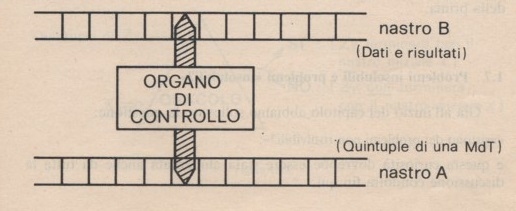 nastro B
(Dati e risultati)
ORGANO
DI
CONTROLLO
(Quintuple di una MdT)
nastro A